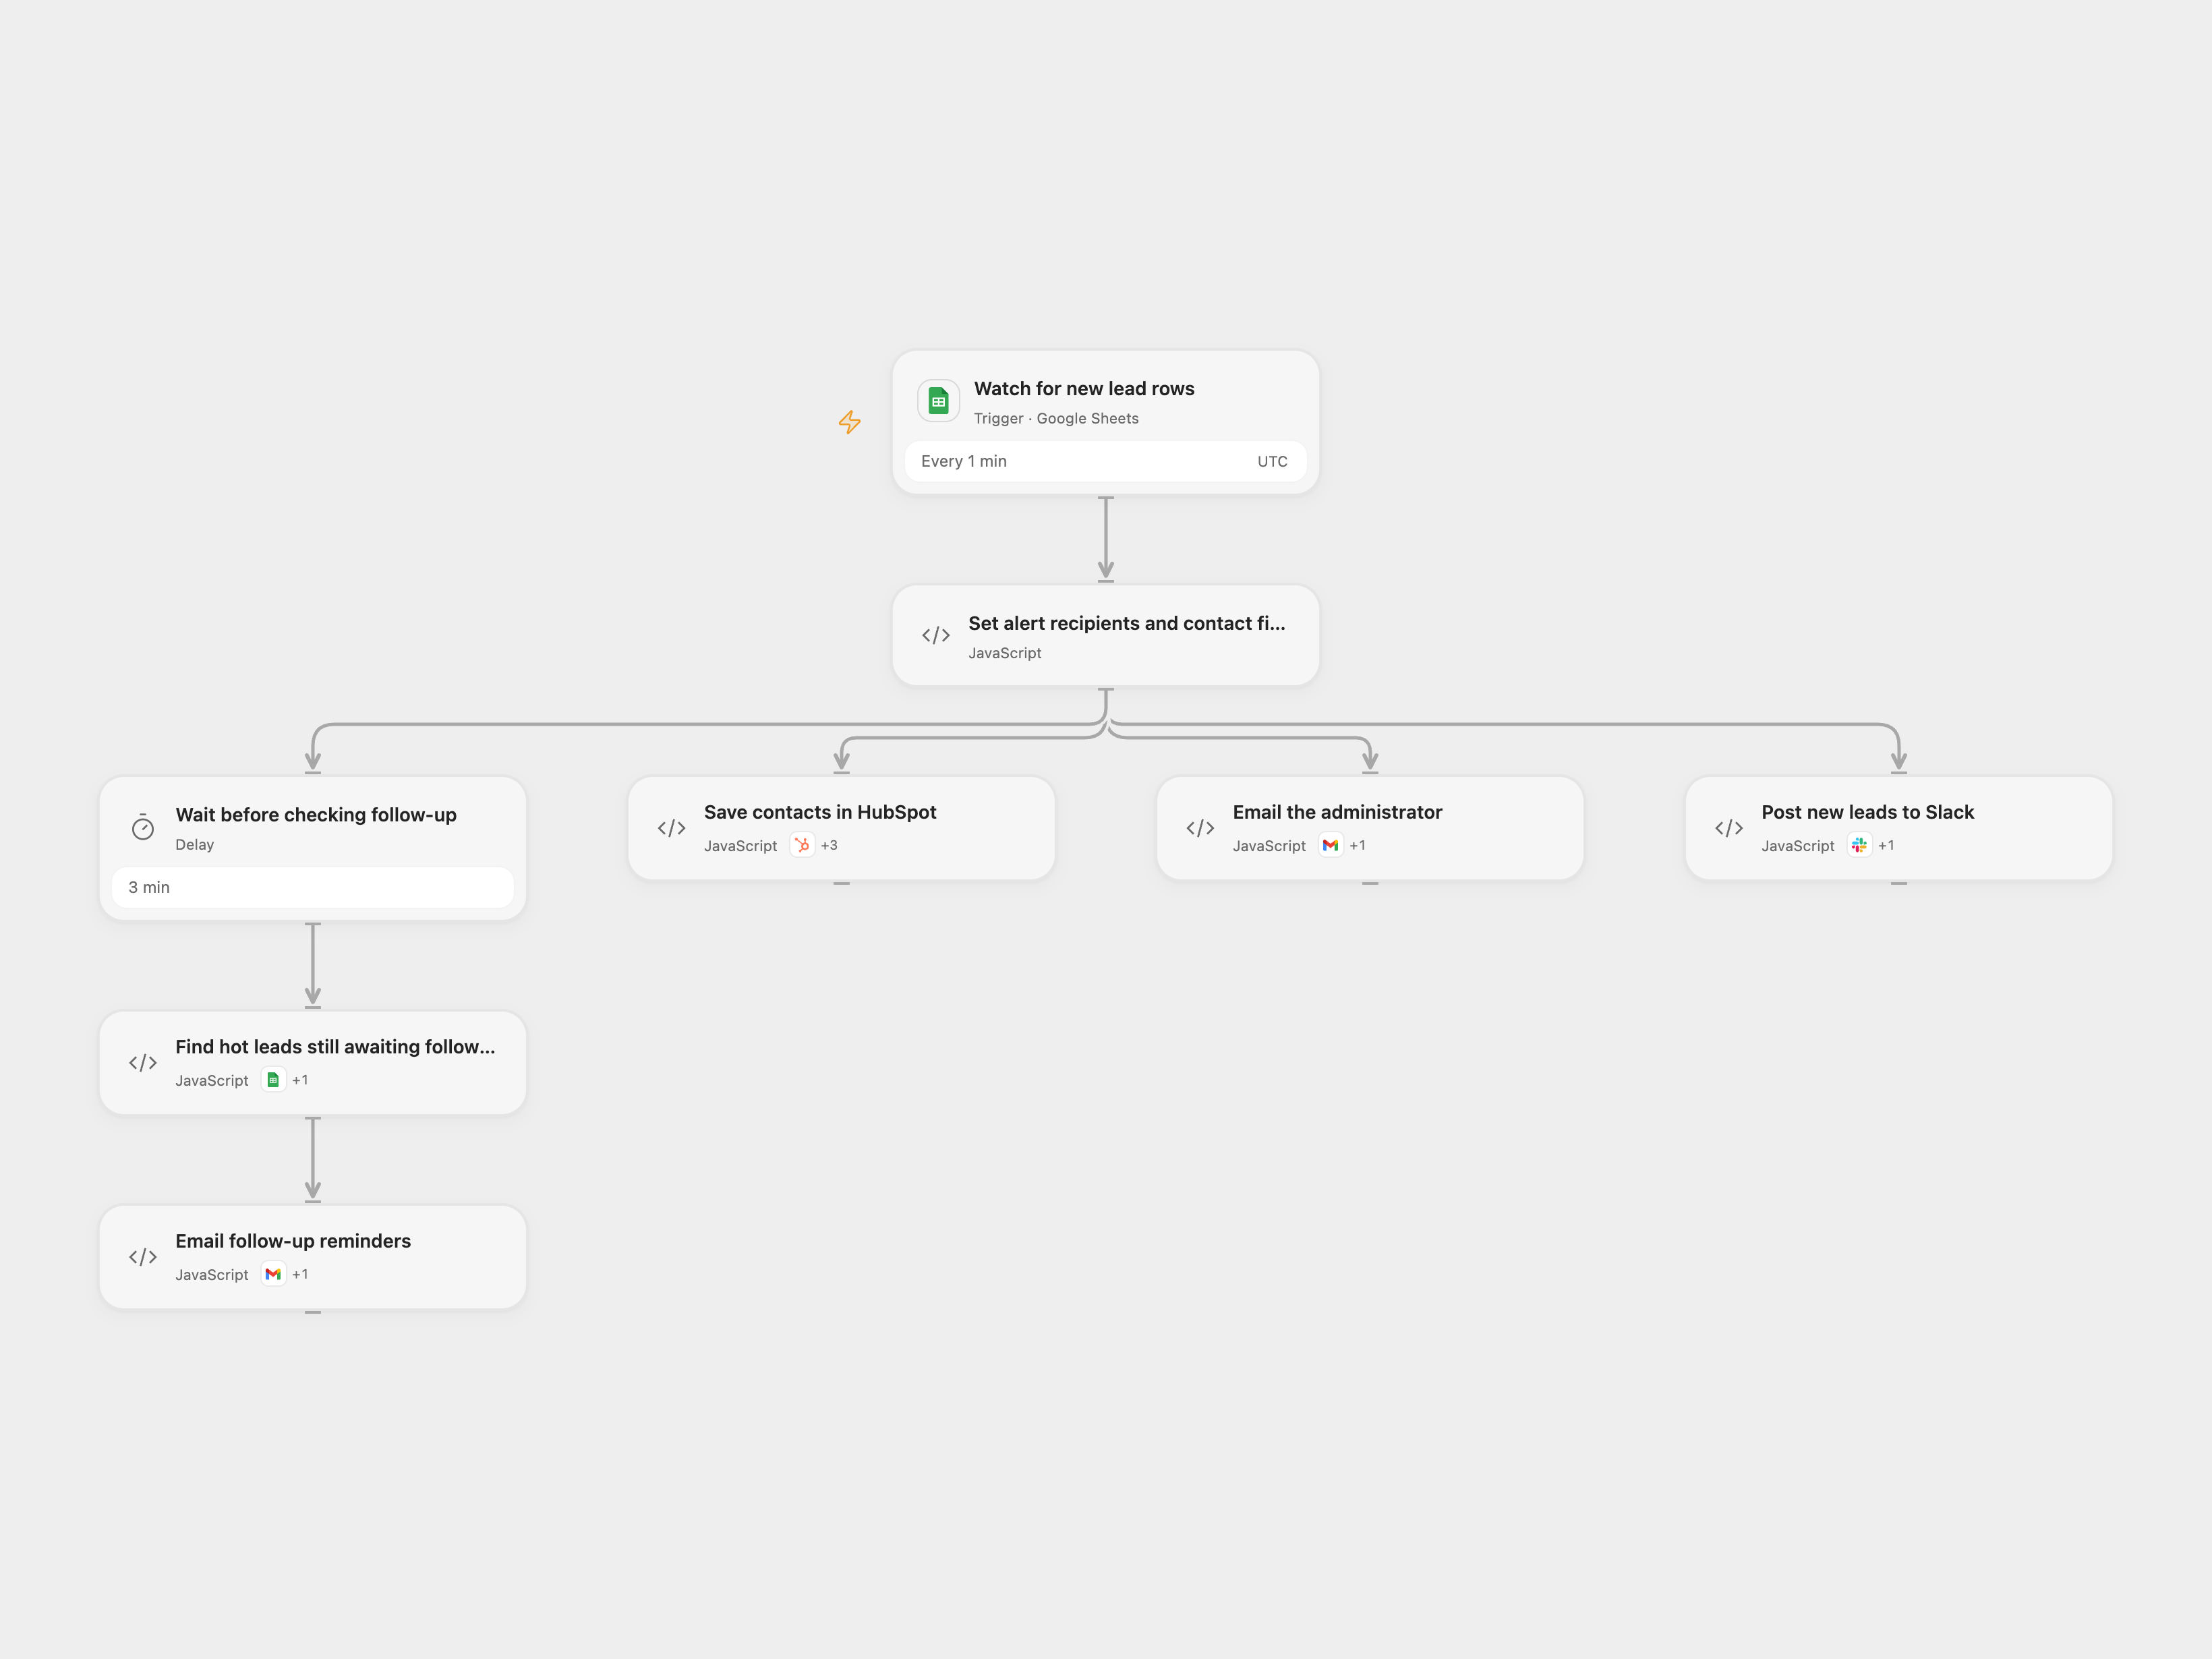 Watch for new lead rows
Trigger · Google Sheets
Every 1 min UTC
Set alert recipients and contact fi...
JavaScript
Wait before checking follow-up
Delay
3 min
Save contacts in HubSpot
JavaScript +3
Email the administrator
JavaScript +1
Post new leads to Slack
JavaScript +1
Find hot leads still awaiting follow...
JavaScript +1
Email follow-up reminders
JavaScript +1